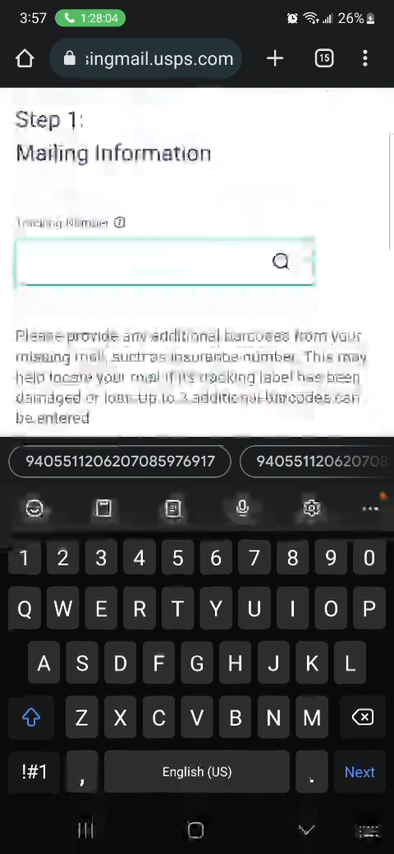 3:57
1:28:04
26%
singmail.usps.com
15
Step 1:
Mailing Information
Tracking Number
Please provide any additional barcodes from your
missing mail, such as insurance number. This may
help locate your mail if its tracking label has been
damaged or lost. Up to 3 additional barcodes can
be entered
9405511206207085976917
940551120620708
1 2 3 4 5 6 7 8 9 0
Q W E R T Y U I O P
A S D F G H J K L
Z X C V B N M
!#1 , English (US) . Next